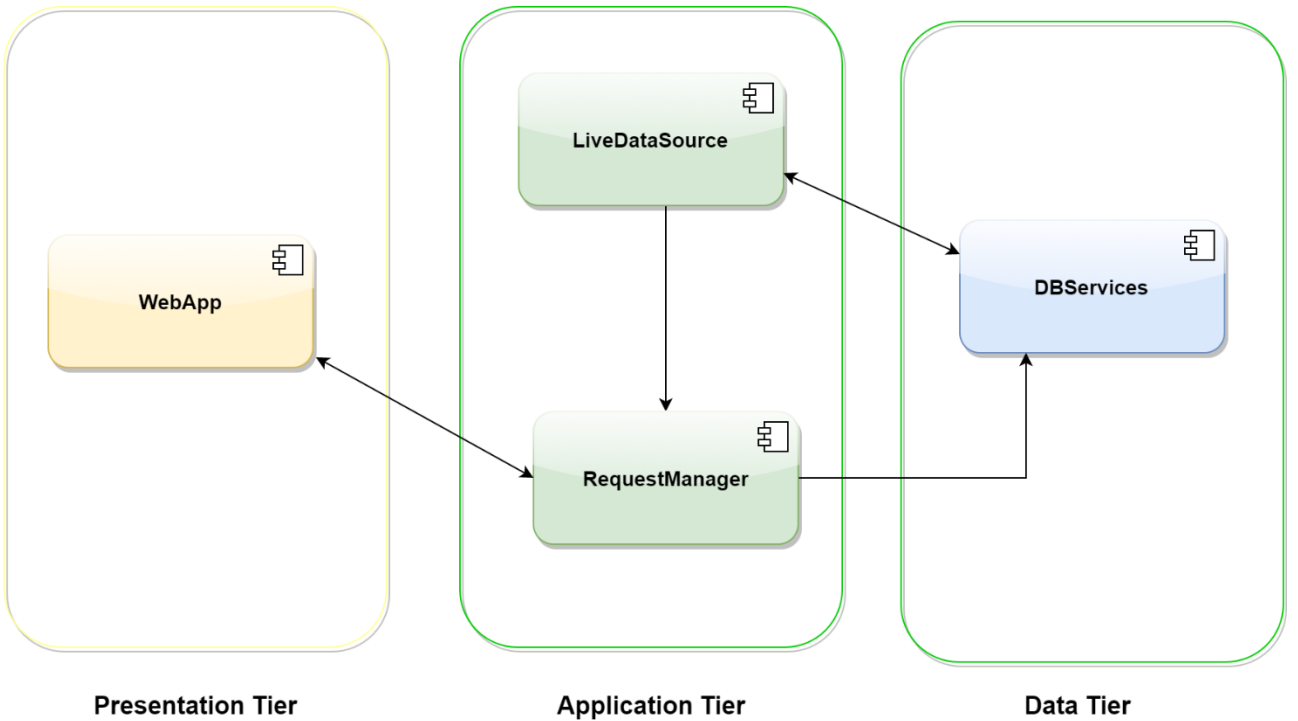 LiveDataSource
WebApp
DBServices
RequestManager
Presentation Tier
Application Tier
Data Tier